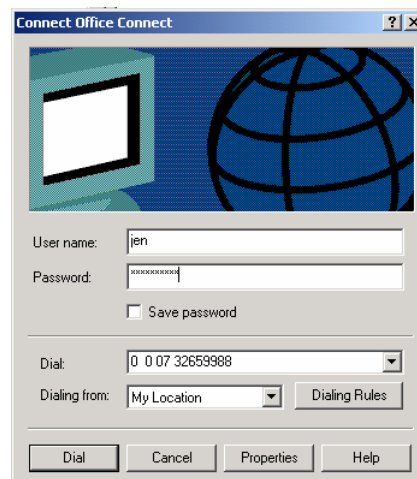 Connect Office Connect
User name: jen
Password: **********
Save password
Dial: 0 0 07 32659988
Dialing from: My Location Dialing Rules
Dial Cancel Properties Help